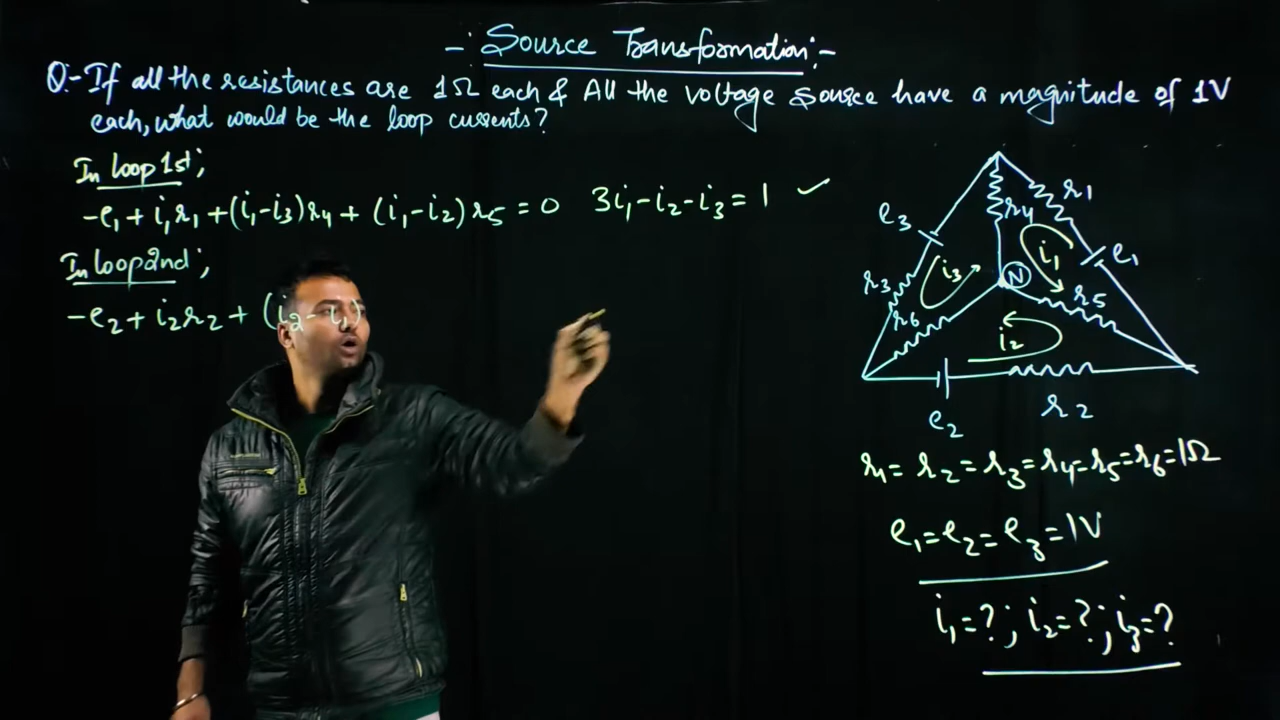 -: Source Transformation:-
Q:- If all the resistances are 1Ω each & All the voltage source have a magnitude of 1V
each, what would be the loop currents?
In loop 1st;
-e₁ + i₁r₁ + (i₁-i₃)r₄ + (i₁-i₂)r₅ = 0 3i₁-i₂-i₃ = 1 ✓
In loop 2nd;
-e₂ + i₂r₂ + (i₂-i₁)
e₃
r₄
r₁
i₁
e₁
i₃
N
r₃
r₅
r₆
i₂
e₂
r₂
r₁ = r₂ = r₃ = r₄ = r₅ = r₆ = 1Ω
e₁ = e₂ = e₃ = 1V
i₁=?; i₂=?; i₃=?